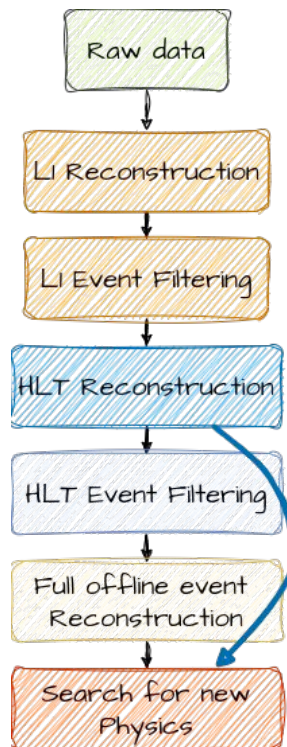 Raw data
L1 Reconstruction
L1 Event Filtering
HLT Reconstruction
HLT Event Filtering
Full offline event
Reconstruction
Search for new
Physics